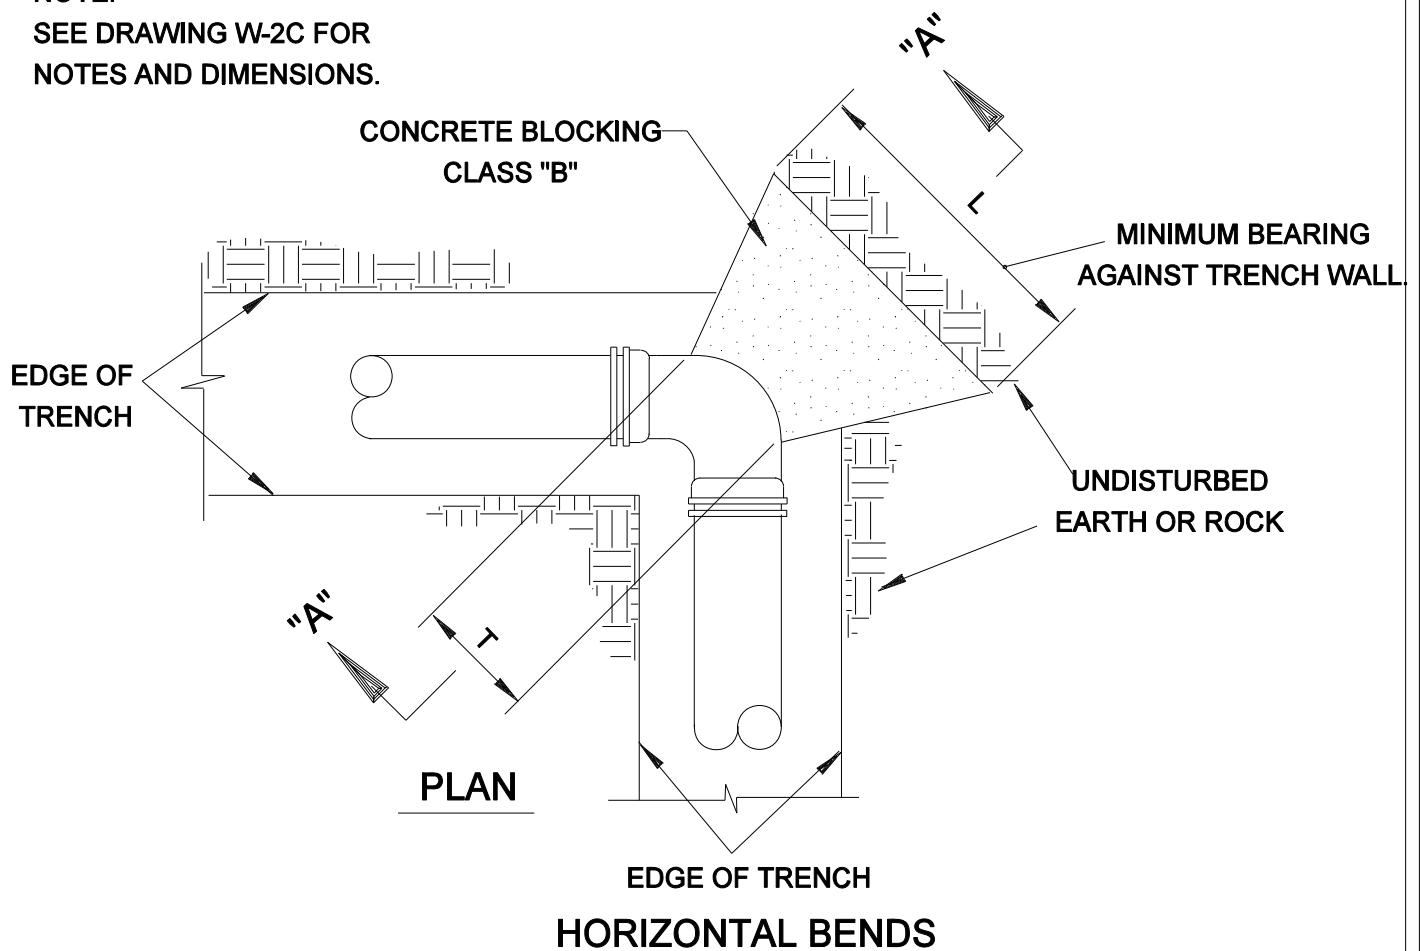 NOTE:
SEE DRAWING W-2C FOR
NOTES AND DIMENSIONS.
"A"
CONCRETE BLOCKING
CLASS "B"
L
MINIMUM BEARING
AGAINST TRENCH WALL.
EDGE OF
TRENCH
UNDISTURBED
EARTH OR ROCK
"A"
T
PLAN
EDGE OF TRENCH
HORIZONTAL BENDS